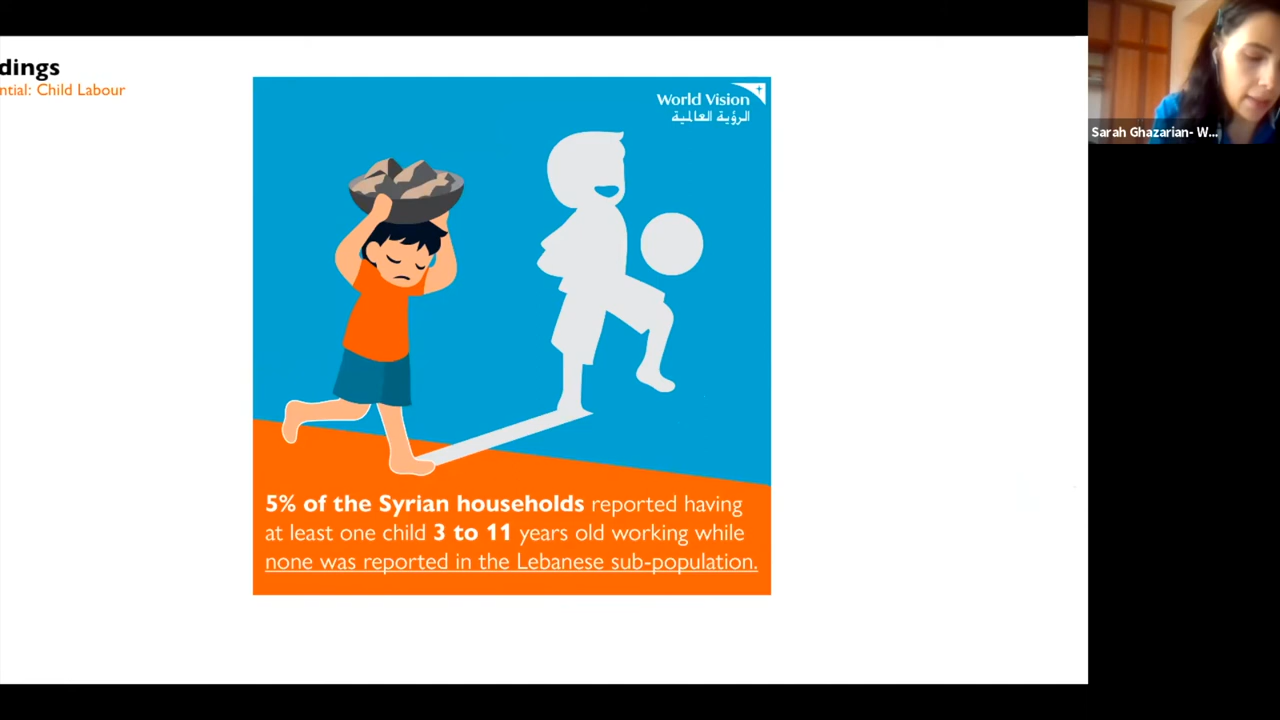 dings
ntial: Child Labour
World Vision
الرؤية العالمية
5% of the Syrian households reported having
at least one child 3 to 11 years old working while
none was reported in the Lebanese sub-population.
Sarah Ghazarian- W...